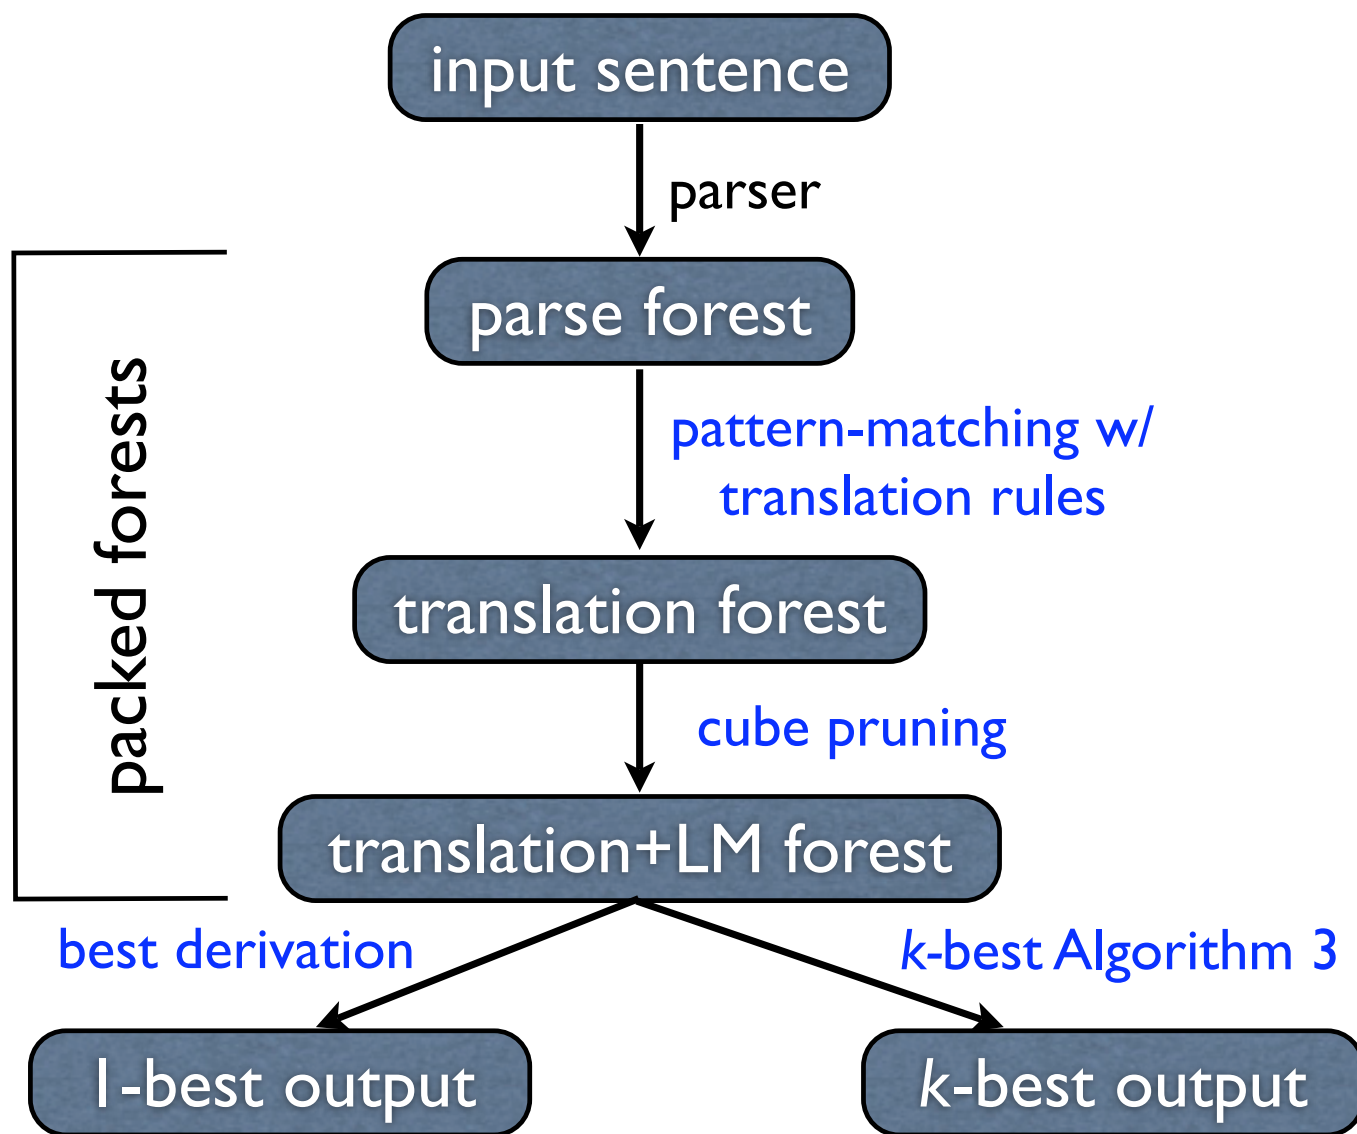 input sentence
parser
parse forest
pattern-matching w/
translation rules
packed forests
translation forest
cube pruning
translation+LM forest
best derivation
k-best Algorithm 3
1-best output
k-best output